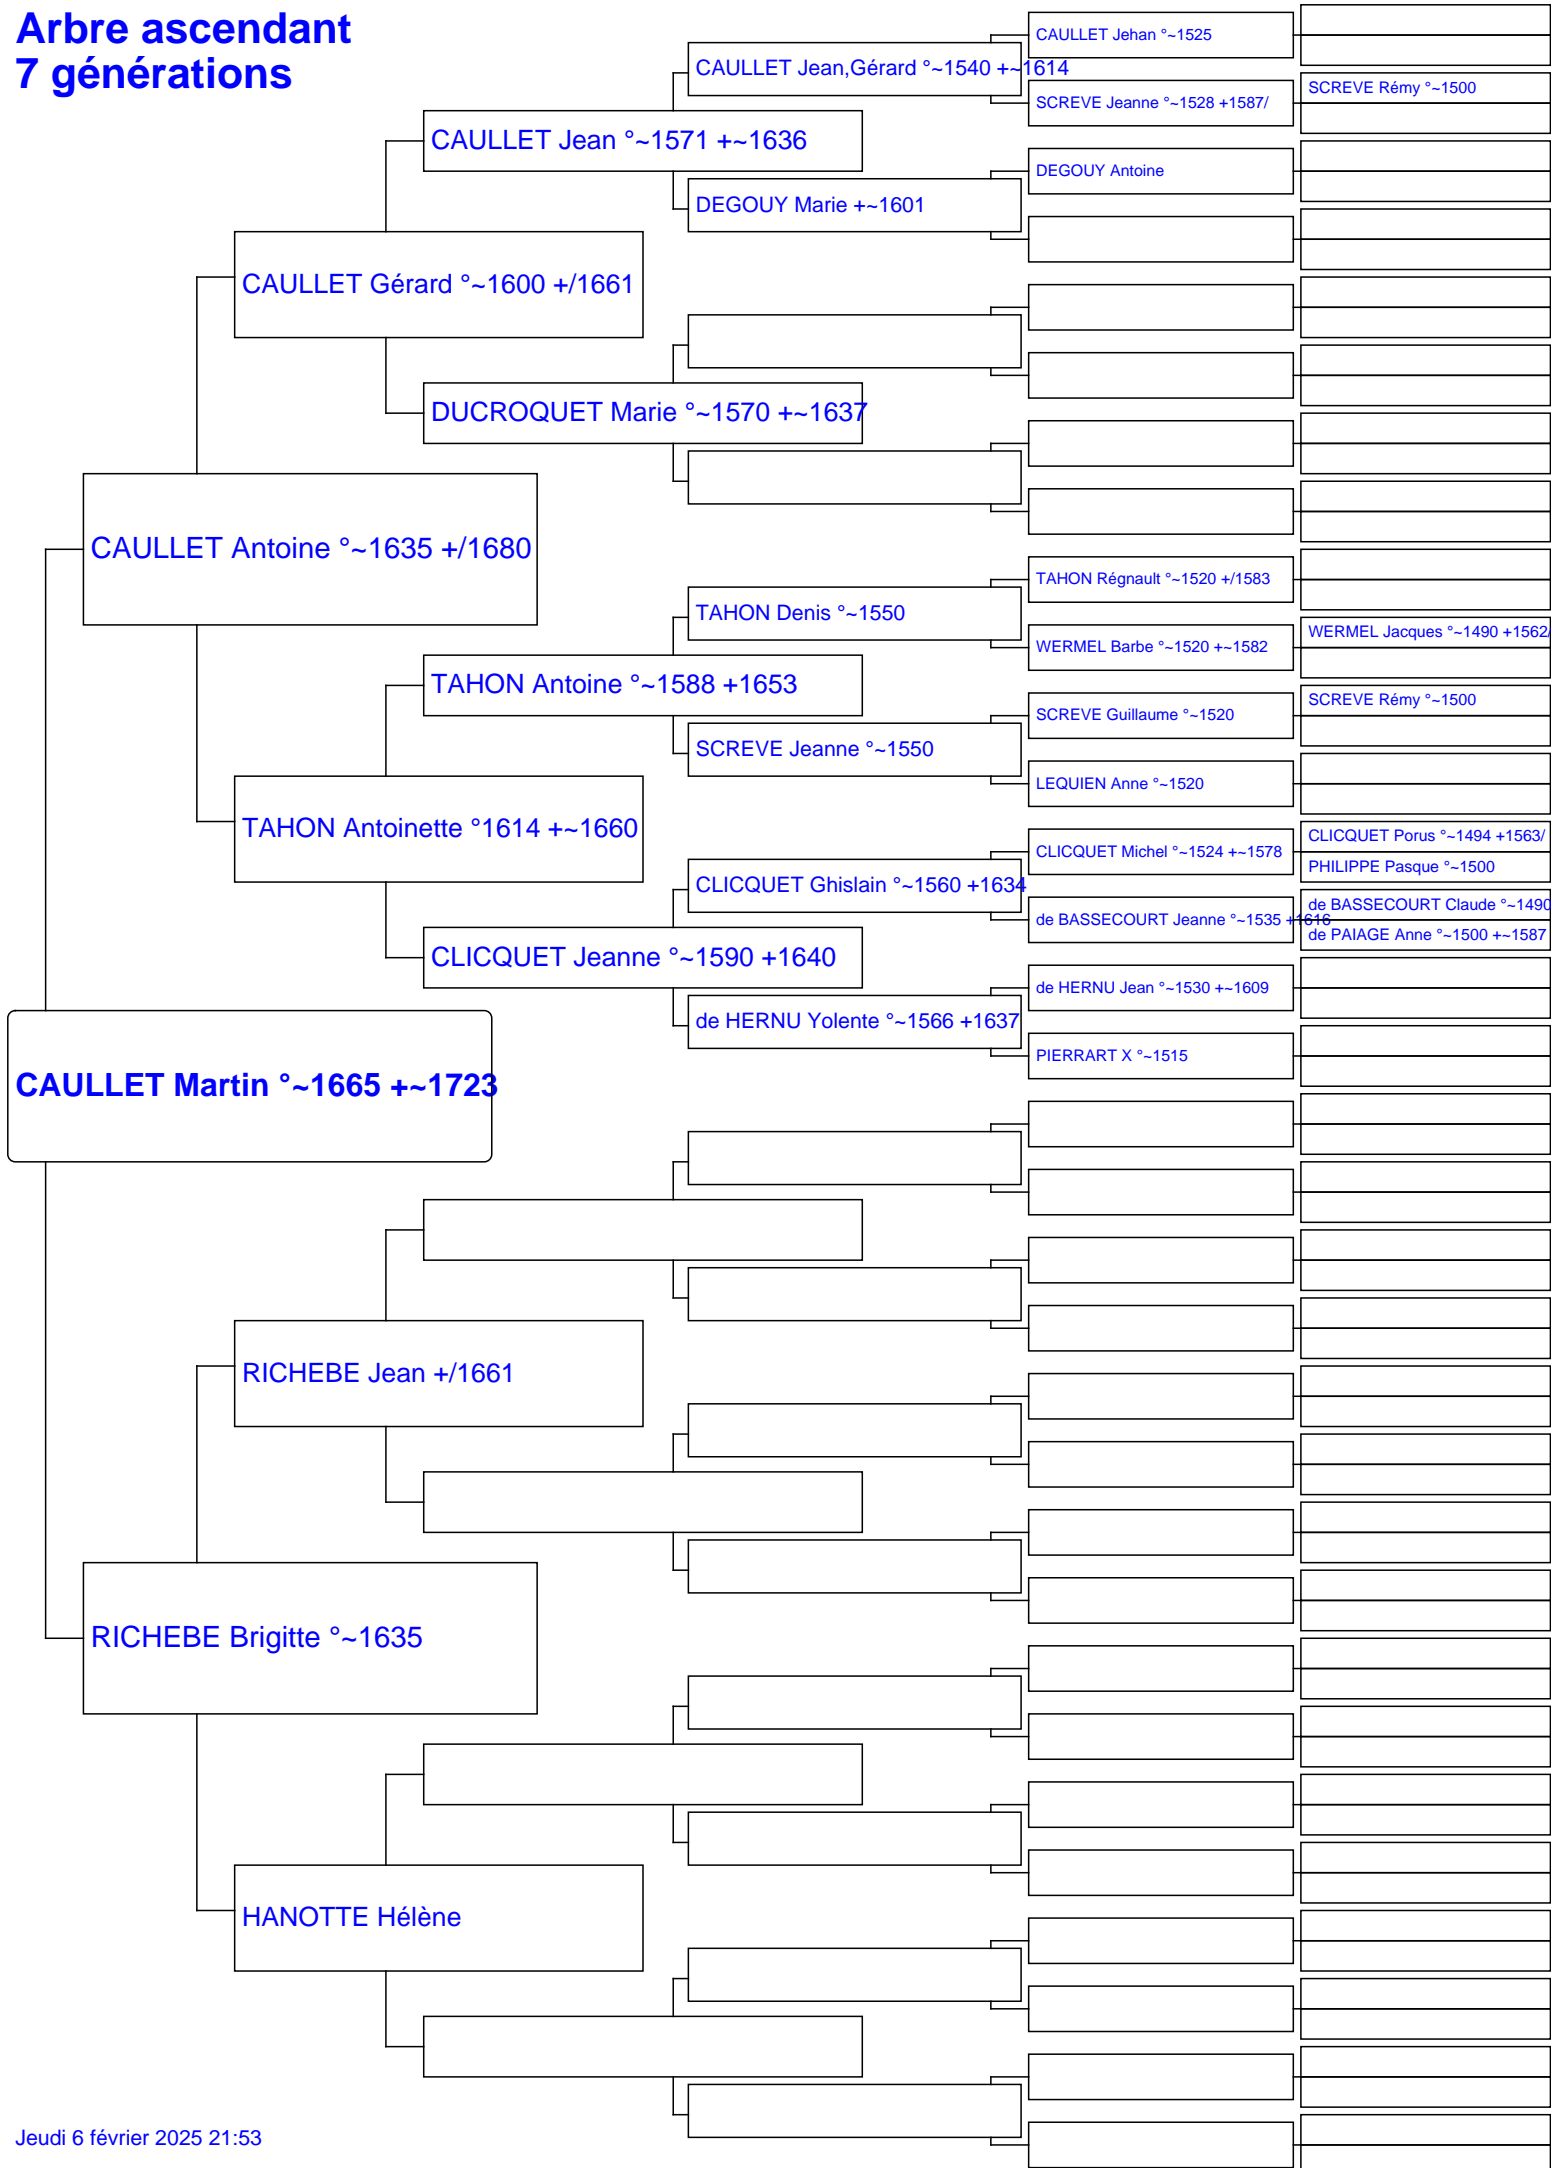 Arbre ascendant
7 générations
CAULLET Jehan °~1525
CAULLET Jean,Gérard °~1540 +~1614
SCREVE Rémy °~1500
SCREVE Jeanne °~1528 +1587/
CAULLET Jean °~1571 +~1636
DEGOUY Antoine
DEGOUY Marie +~1601
CAULLET Gérard °~1600 +/1661
DUCROQUET Marie °~1570 +~1637
CAULLET Antoine °~1635 +/1680
TAHON Régnault °~1520 +/1583
TAHON Denis °~1550
WERMEL Jacques °~1490 +1562/
WERMEL Barbe °~1520 +~1582
TAHON Antoine °~1588 +1653
SCREVE Rémy °~1500
SCREVE Guillaume °~1520
SCREVE Jeanne °~1550
LEQUIEN Anne °~1520
TAHON Antoinette °1614 +~1660
CLICQUET Porus °~1494 +1563/
CLICQUET Michel °~1524 +~1578
PHILIPPE Pasque °~1500
CLICQUET Ghislain °~1560 +1634
de BASSECOURT Claude °~1490
de BASSECOURT Jeanne °~1535 +1616
de PAIAGE Anne °~1500 +~1587
CLICQUET Jeanne °~1590 +1640
de HERNU Jean °~1530 +~1609
de HERNU Yolente °~1566 +1637
PIERRART X °~1515
CAULLET Martin °~1665 +~1723
RICHEBE Jean +/1661
RICHEBE Brigitte °~1635
HANOTTE Hélène
Jeudi 6 février 2025 21:53